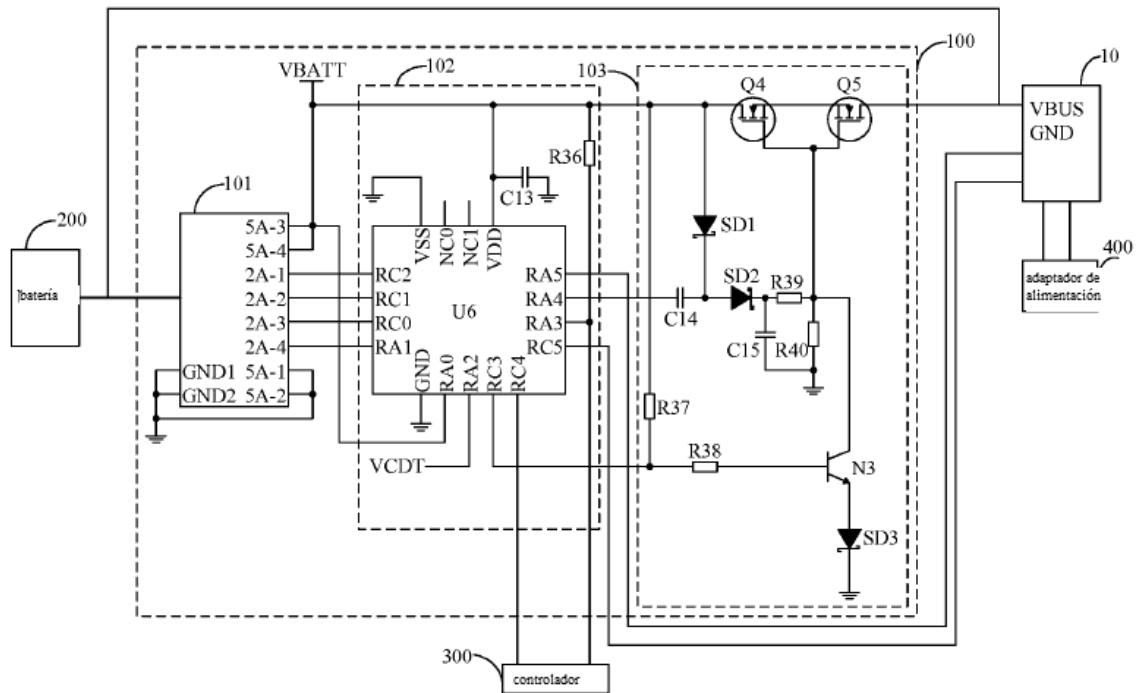 100
10
VBATT
102
103
Q4
Q5
VBUS
GND
R36
C13
101
200
5A-3
5A-4
2A-1
2A-2
2A-3
2A-4
GND1 5A-1
GND2 5A-2
batería
VSS
NC0
NC1
VDD
RC2
RC1
RC0
RA1
U6
RA5
RA4
RA3
RC5
GND
RA0
RA2
RC3
RC4
SD1
SD2
R39
C14
C15
R40
400
adaptador de
alimentación
R37
R38
VCDT
N3
SD3
300
controlador